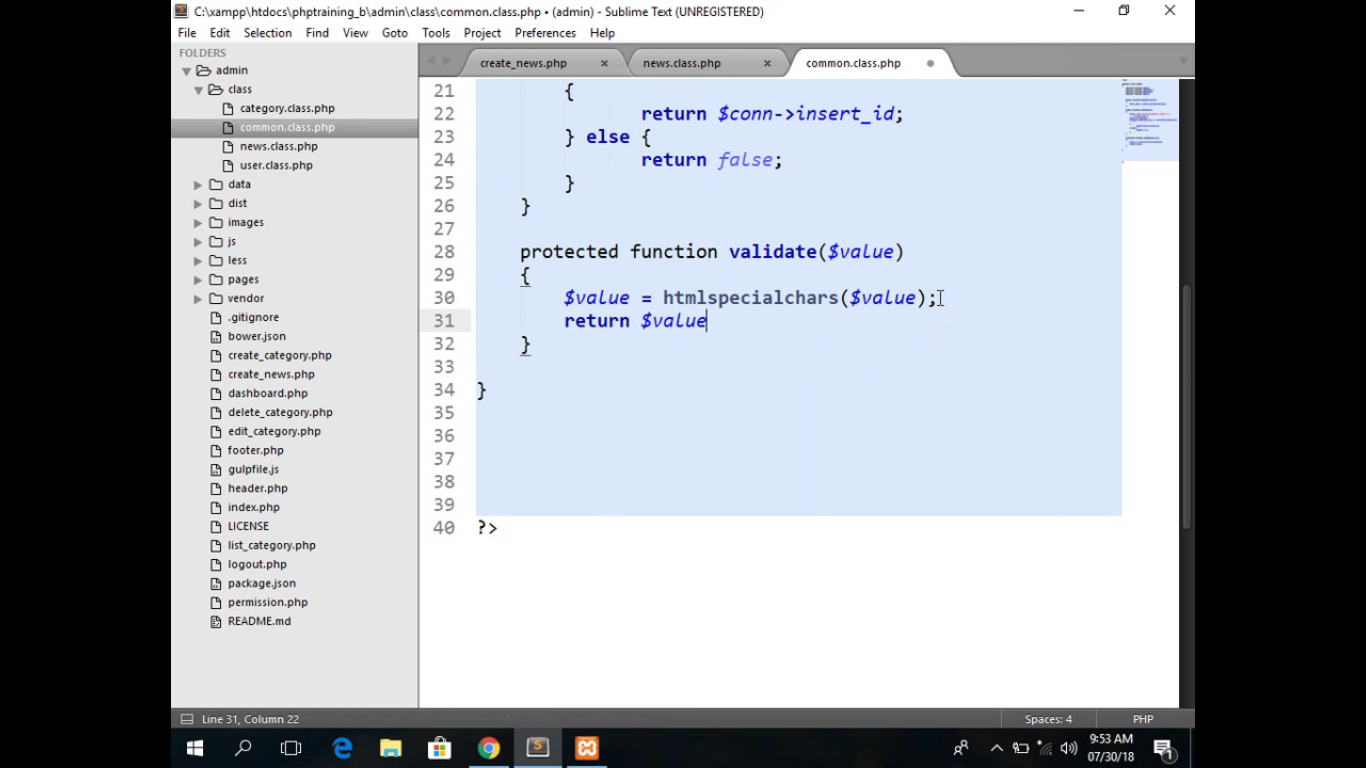 C:\xampp\htdocs\phptraining_b\admin\class\common.class.php • (admin) - Sublime Text (UNREGISTERED)
File Edit Selection Find View Goto Tools Project Preferences Help
FOLDERS
admin
class
category.class.php
common.class.php
news.class.php
user.class.php
data
dist
images
js
less
pages
vendor
.gitignore
bower.json
create_category.php
create_news.php
dashboard.php
delete_category.php
edit_category.php
footer.php
gulpfile.js
header.php
index.php
LICENSE
list_category.php
logout.php
package.json
permission.php
README.md
create_news.php × news.class.php × common.class.php
21 {
22 return $conn->insert_id;
23 } else {
24 return false;
25 }
26 }
27
28 protected function validate($value)
29 {
30 $value = htmlspecialchars($value);
31 return $value
32 }
33
34 }
35
36
37
38
39
40 ?>
Line 31, Column 22 Spaces: 4 PHP
9:53 AM
07/30/18
1